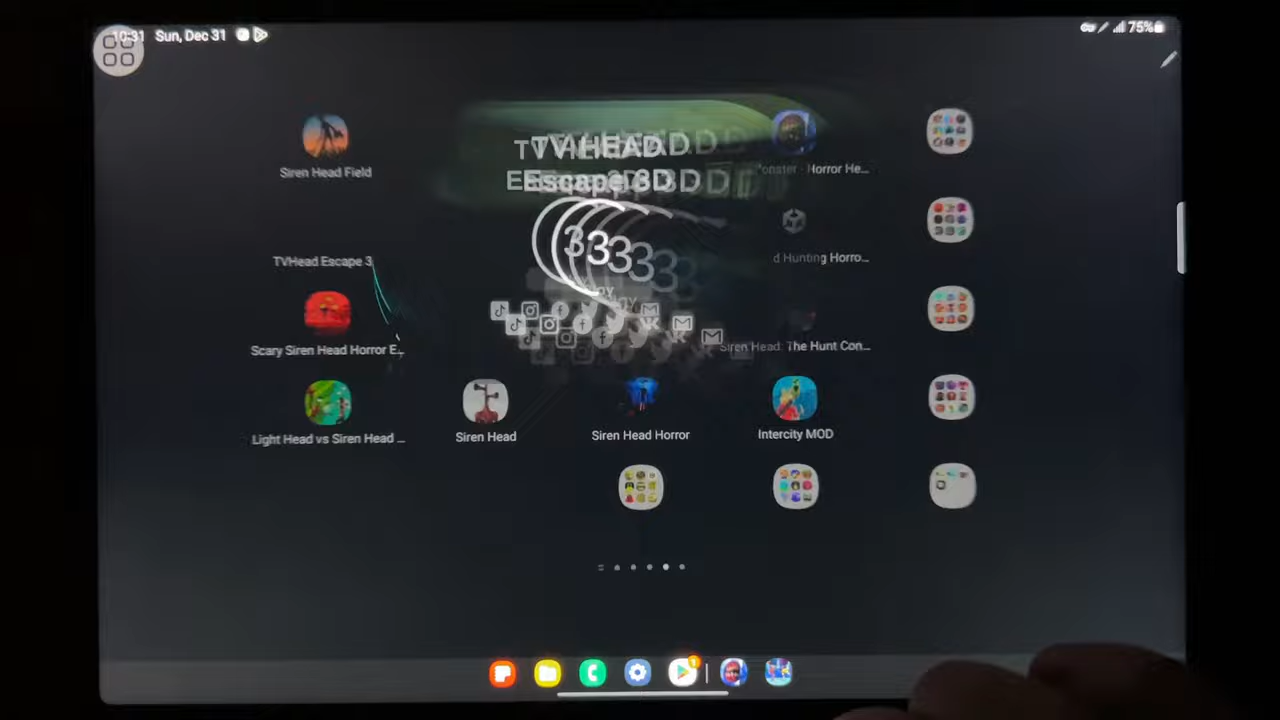 10:31 Sun, Dec 31
75%
TVHEAD
Escape 3D
3
Siren Head Field
Horror He...
d Hunting Horro...
TVHead Escape 3
Scary Siren Head Horror E...
Siren Head: The Hunt Con...
Light Head vs Siren Head ...
Siren Head
Siren Head Horror
Intercity MOD
1